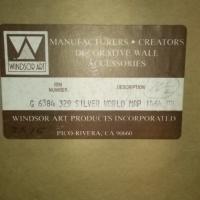 MANUFACTURERS • CREATORS
DECORATIVE WALL
ACCESSORIES
WINDSOR ART
ITEM
NUMBER
DESCRIPTION
G 6384 329 SILVER WORLD MAP
WINDSOR ART PRODUCTS INCORPORATED
PICO-RIVERA, CA 90660